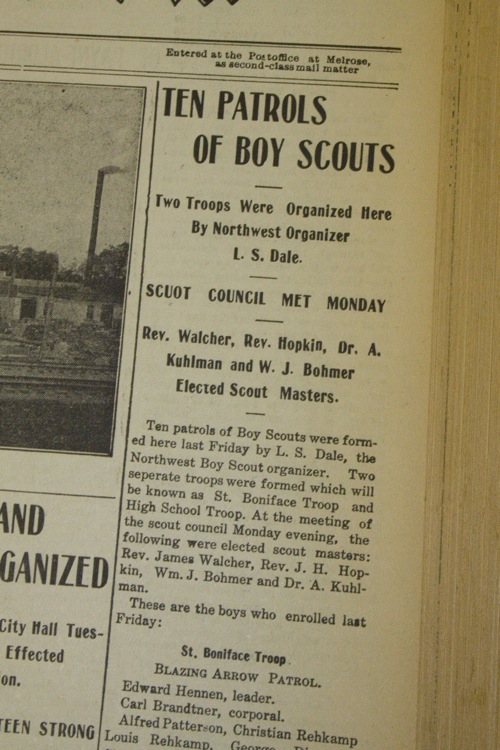 Entered at the Postoffice at Melrose,
as second-class mail matter
TEN PATROLS
OF BOY SCOUTS
Two Troops Were Organized Here
By Northwest Organizer
L. S. Dale.
SCUOT COUNCIL MET MONDAY
Rev. Walcher, Rev. Hopkin, Dr. A.
Kuhlman and W. J. Bohmer
Elected Scout Masters.
Ten patrols of Boy Scouts were form-
ed here last Friday by L. S. Dale, the
Northwest Boy Scout organizer. Two
seperate troops were formed which will
be known as St. Boniface Troop and
High School Troop. At the meeting of
the scout council Monday evening, the
following were elected scout masters:
Rev. James Walcher, Rev. J. H. Hop-
kin, Wm. J. Bohmer and Dr. A. Kuhl-
man.
These are the boys who enrolled last
Friday:
St. Boniface Troop.
BLAZING ARROW PATROL.
Edward Hennen, leader.
Carl Brandtner, corporal.
Alfred Patterson, Christian Rehkamp
Louis Rehkamp, George
AND
GANIZED
City Hall Tues-
Effected
on.
TEEN STRONG